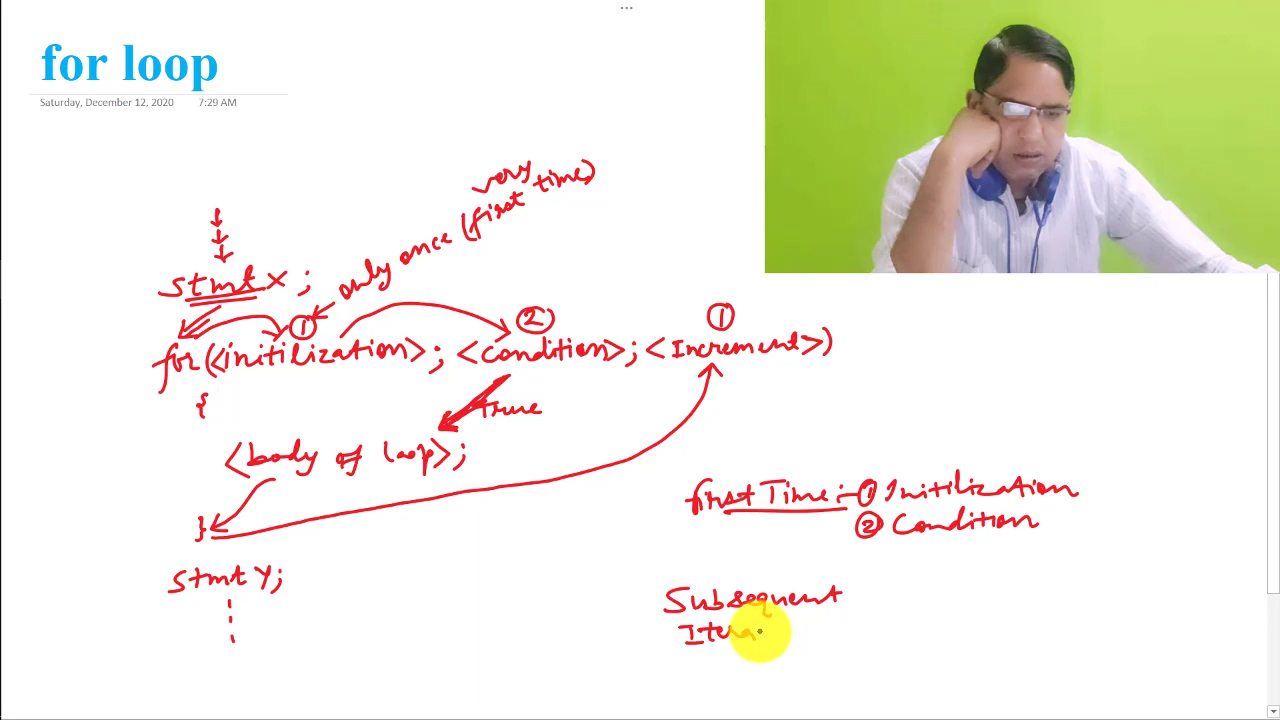 for loop
Saturday, December 12, 2020 7:29 AM
very
only once (first time)
stmt x ;
① ② ①
for (<initilization>; <condition>; <Increment>)
{
True
<body of loop>;
}
stmt y;
first Time :- ① Initilization
② Condition
Subsequent
Itera